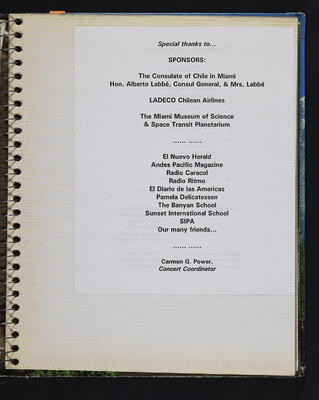 Special thanks to...
SPONSORS:
The Consulate of Chile in Miami
Hon. Alberto Labbé, Consul General, & Mrs. Labbé
LADECO Chilean Airlines
The Miami Museum of Science
& Space Transit Planetarium
...... ......
El Nuevo Herald
Andes Pacific Magazine
Radio Caracol
Radio Ritmo
El Diario de las Americas
Pamela Delicatessen
The Banyan School
Sunset International School
SIPA
Our many friends...
...... ......
Carmen G. Power,
Concert Coordinator